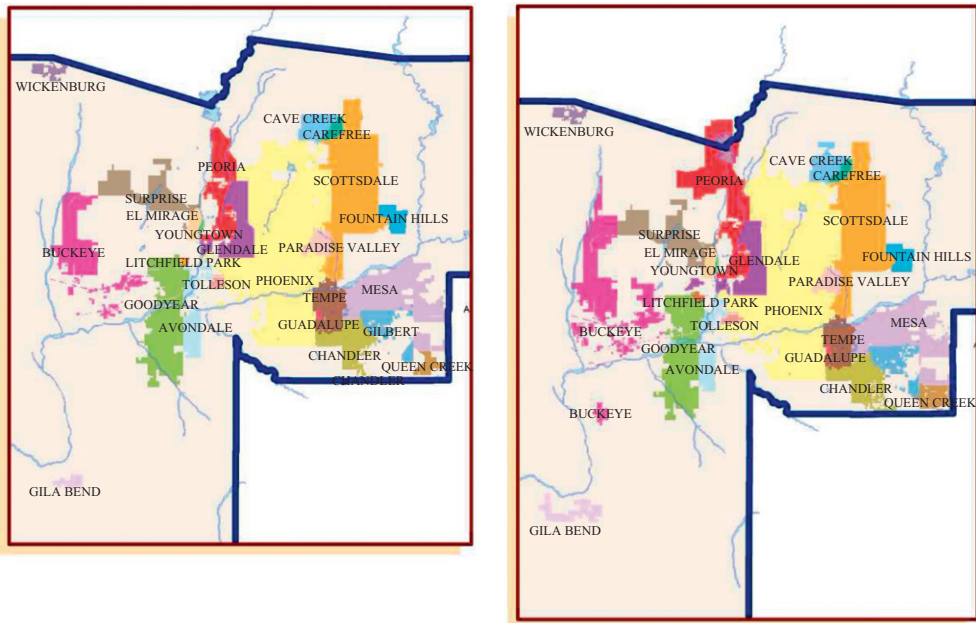 WICKENBURG
CAVE CREEK
CAREFREE
PEORIA
SCOTTSDALE
SURPRISE
EL MIRAGE
FOUNTAIN HILLS
YOUNGTOWN
GLENDALE
PARADISE VALLEY
BUCKEYE
LITCHFIELD PARK
TOLLESON
PHOENIX
MESA
GOODYEAR
TEMPE
AVONDALE
GUADALUPE
GILBERT
CHANDLER
QUEEN CREEK
CHANDLER
GILA BEND
A
WICKENBURG
CAVE CREEK
CAREFREE
PEORIA
SCOTTSDALE
SURPRISE
EL MIRAGE
FOUNTAIN HILLS
GLENDALE
YOUNGTOWN
PARADISE VALLEY
LITCHFIELD PARK
PHOENIX
TOLLESON
MESA
BUCKEYE
TEMPE
GOODYEAR
GUADALUPE
AVONDALE
CHANDLER
QUEEN CREEK
BUCKEYE
GILA BEND